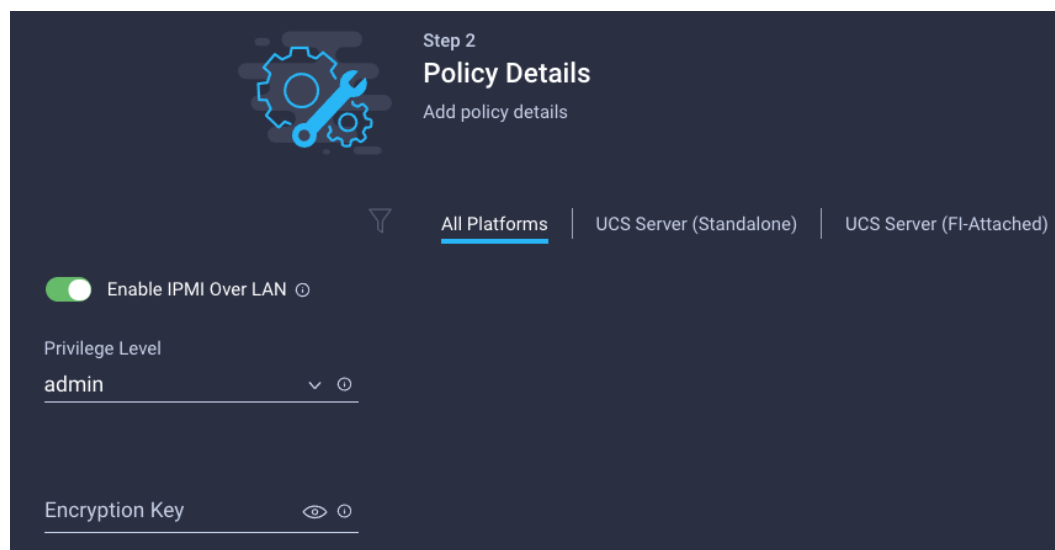 Step 2
Policy Details
Add policy details
All Platforms
UCS Server (Standalone)
UCS Server (FI-Attached)
Enable IPMI Over LAN
Privilege Level
admin
Encryption Key